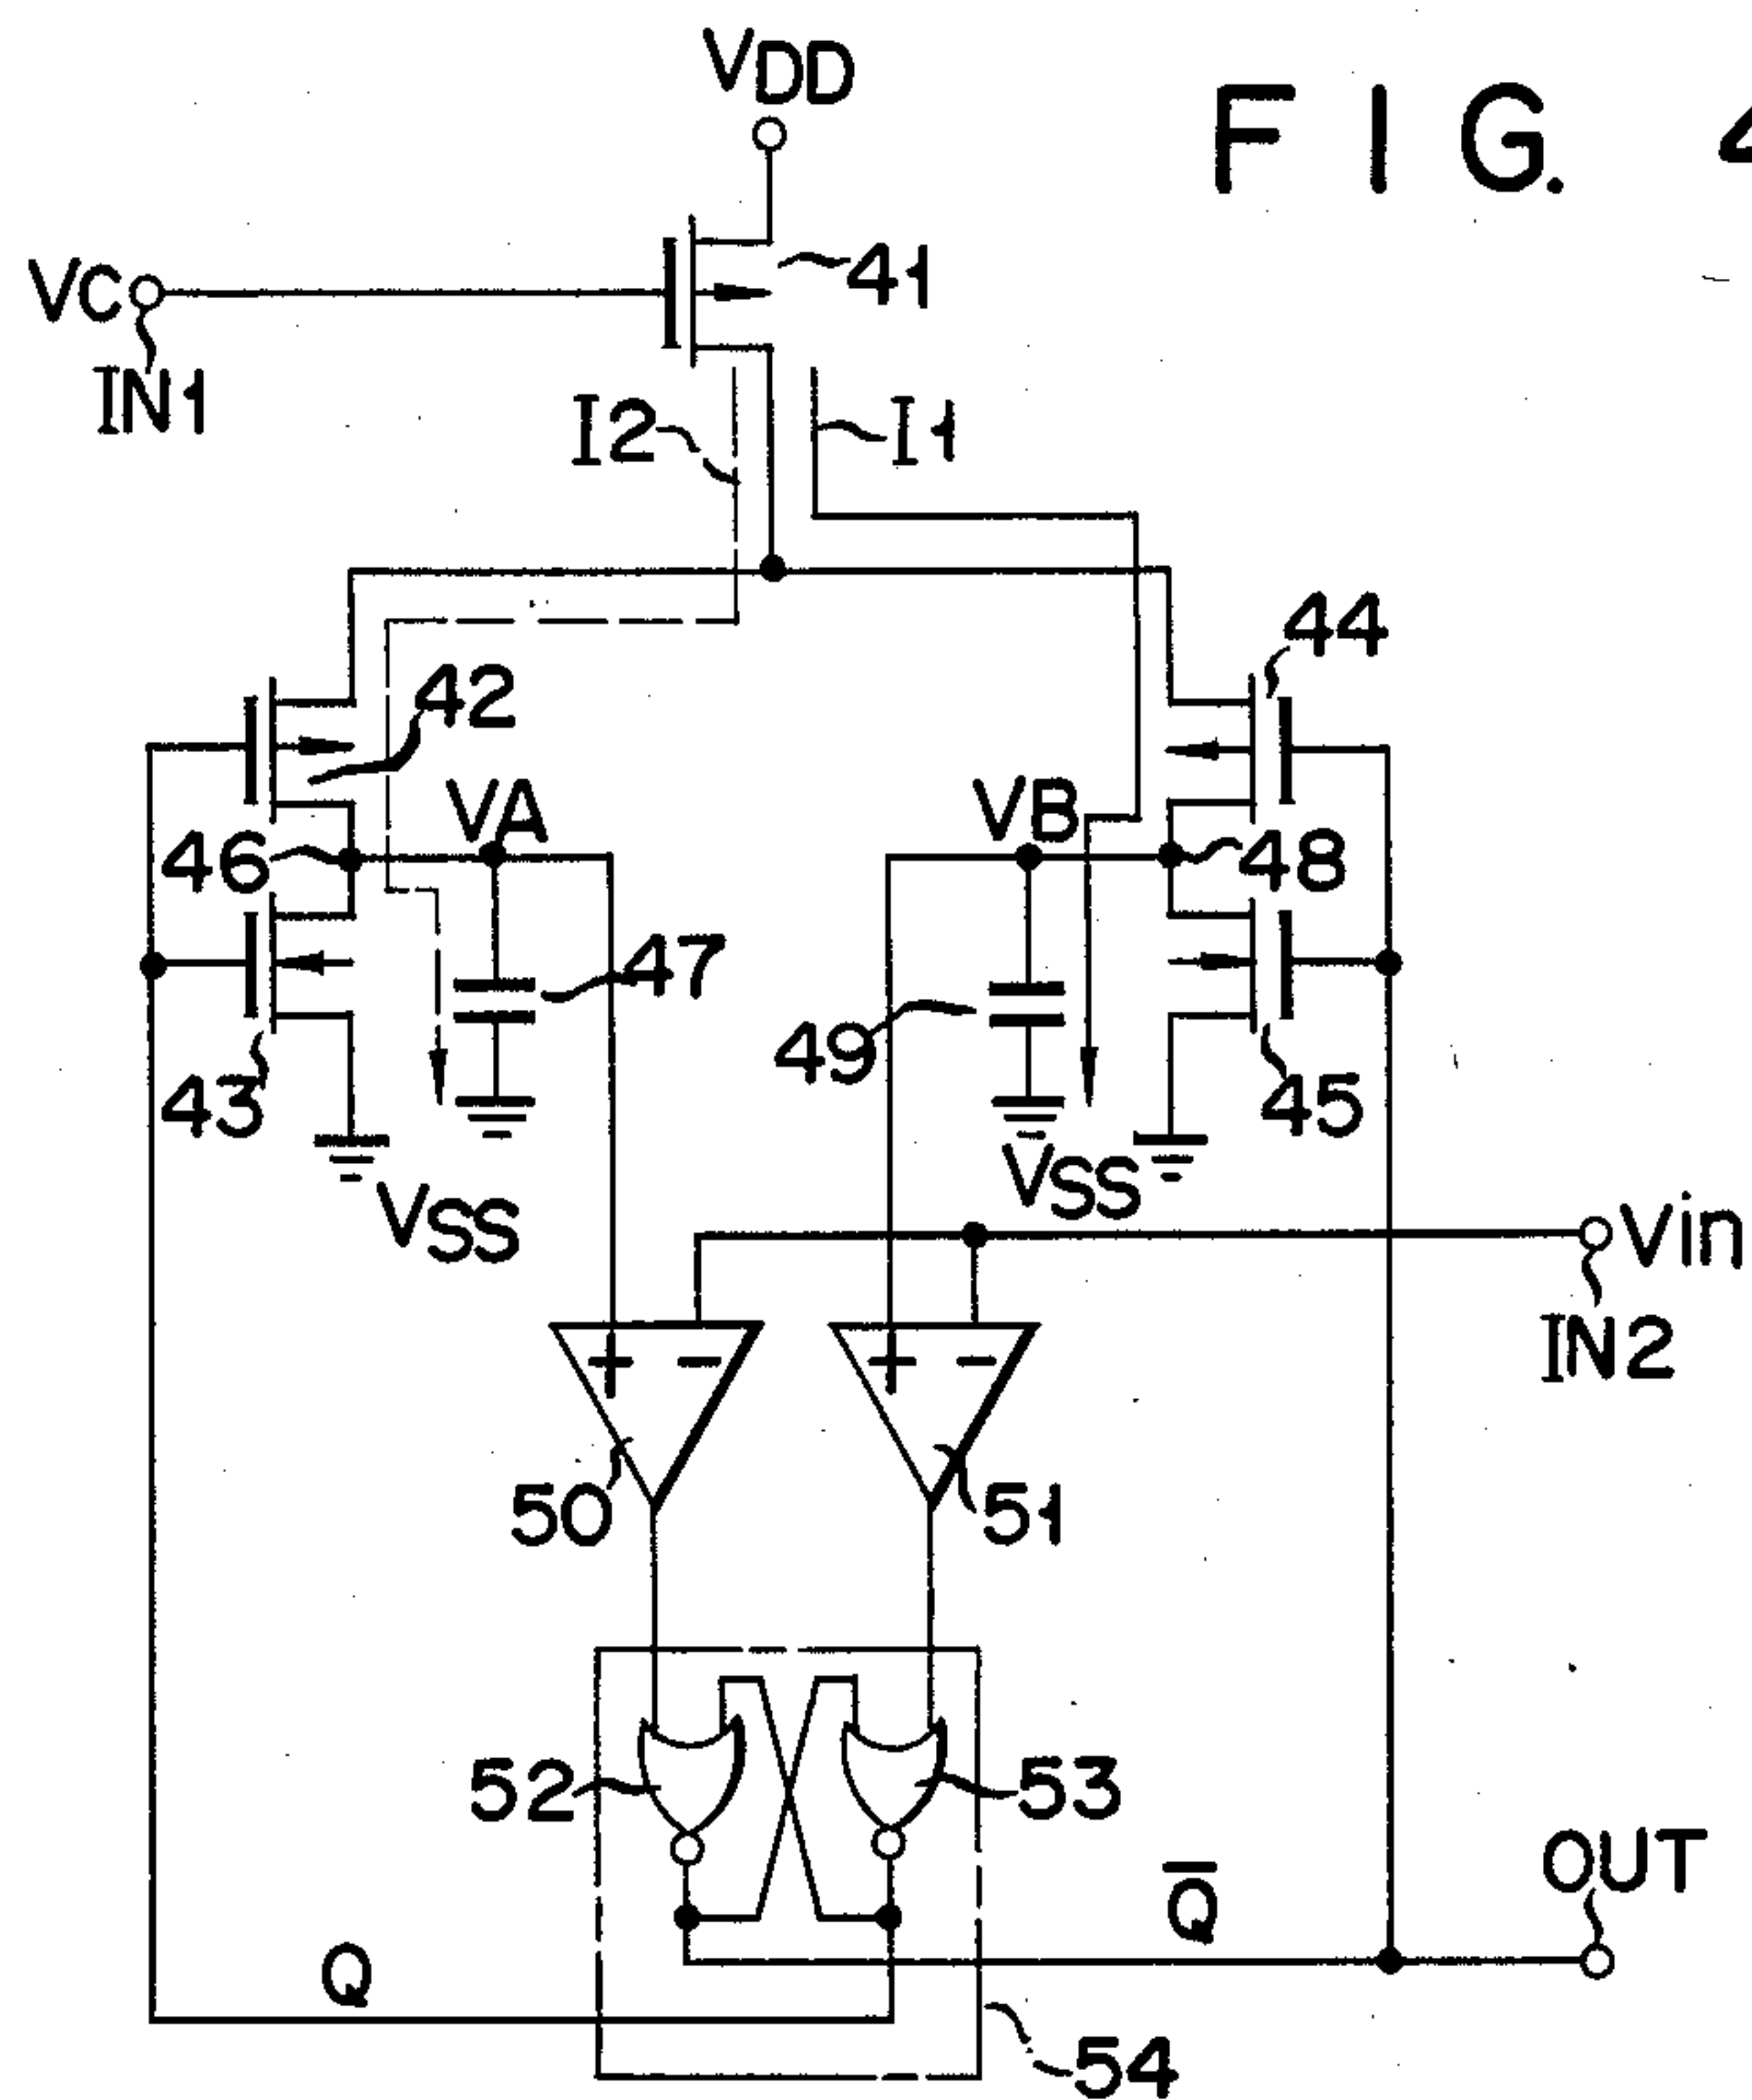 VDD
FIG. 4
VC
41
IN1
I2
I1
44
42
VA
VB
46
48
47
49
43
45
VSS
VSS
Vin
IN2
+ -
+ -
50
51
52
53
Q̅
OUT
Q
54